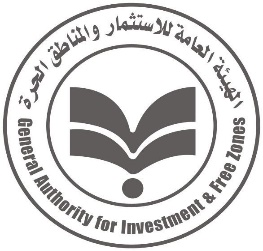 الهيئة العامة للاستثمار والمناطق الحرة
General Authority for Investment & Free Zones